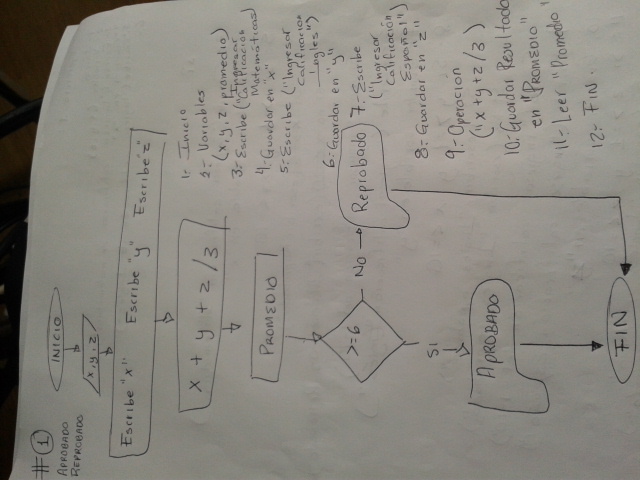 #1
APROBADO
REPROBADO
INICIO
x, y, z
Escribe "x" Escribe "y" Escribe "z"
x + y + z / 3
PROMEDIO
>=6
NO
Reprobado
SI
APROBADO
FIN
1.- Inicio
2.- Variables
(x, y, z, promedio)
3.- Escribe ("Ingresar
Calificacion
Matemáticas")
4.- Guardar en "x"
5.- Escribe ("Ingresar
Calificacion
Ingles")
6.- Guardar en "y"
7.- Escribe
("Ingresar
Calificación
Español")
8.- Guardar en "z"
9.- Operación
("x + y + z / 3)
10.- Guardar Resultado
en "PROMEDIO"
11.- Leer "Promedio"
12.- FIN.